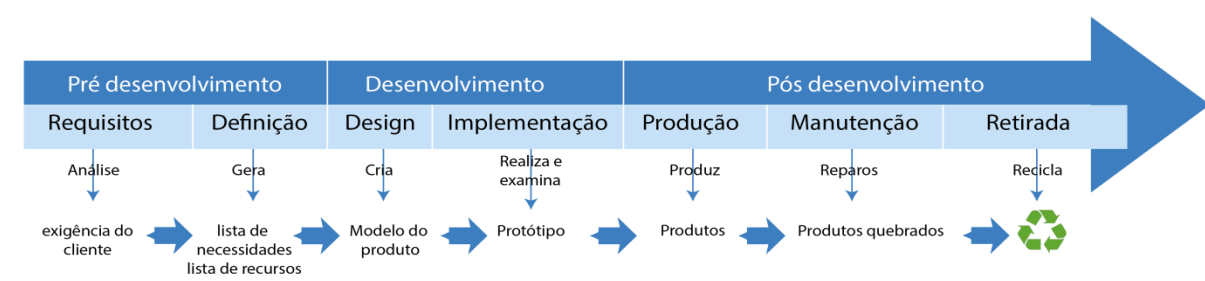 Pré desenvolvimento
Desenvolvimento
Pós desenvolvimento
Requisitos
Definição
Design
Implementação
Produção
Manutenção
Retirada
Análise
Gera
Cria
Realiza e
examina
Produz
Reparos
Recicla
exigência do
cliente
lista de
necessidades
lista de recursos
Modelo do
produto
Protótipo
Produtos
Produtos quebrados